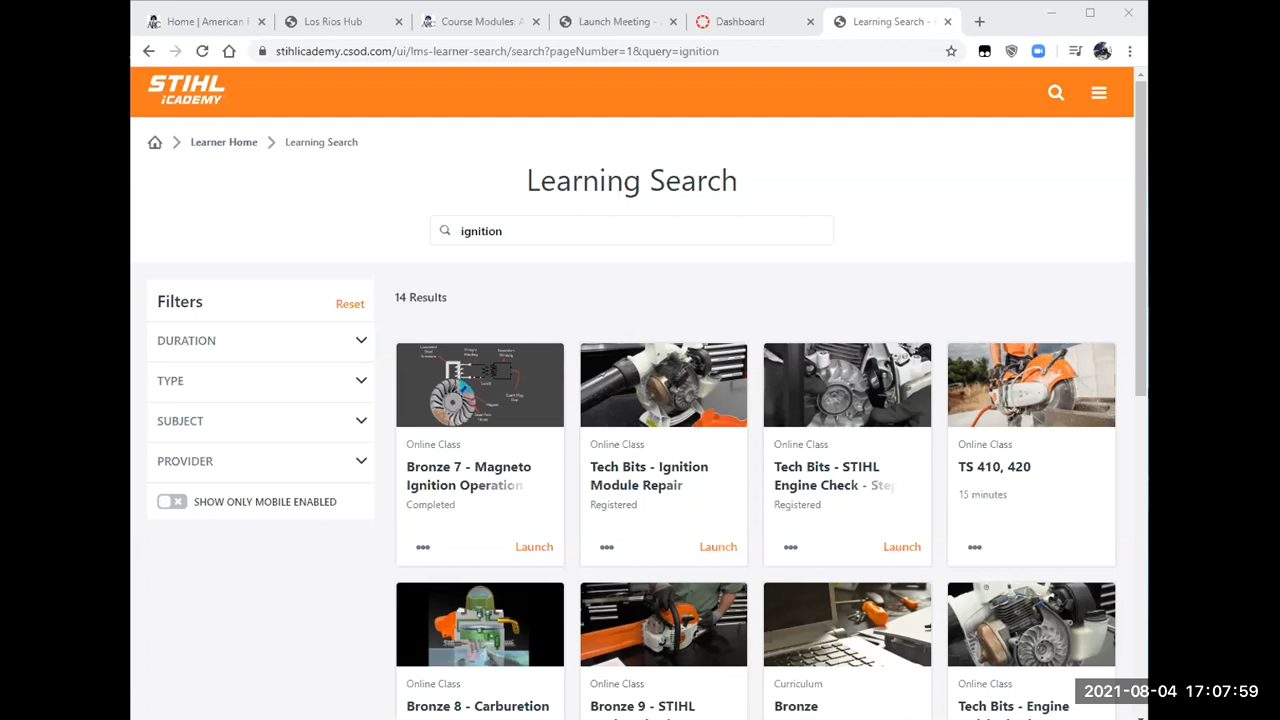 Home | American
Los Rios Hub
Course Modules: A
Launch Meeting -
Dashboard
Learning Search -
stihlicademy.csod.com/ui/lms-learner-search/search?pageNumber=1&query=ignition
STIHL
iCADEMY
Learner Home
Learning Search
Learning Search
ignition
Filters
Reset
DURATION
TYPE
SUBJECT
PROVIDER
SHOW ONLY MOBILE ENABLED
14 Results
Online Class
Bronze 7 - Magneto
Ignition Operation
Completed
Launch
Online Class
Tech Bits - Ignition
Module Repair
Registered
Launch
Online Class
Tech Bits - STIHL
Engine Check - Step
Registered
Launch
Online Class
TS 410, 420
15 minutes
Online Class
Bronze 8 - Carburetion
Online Class
Bronze 9 - STIHL
Curriculum
Bronze
Online Class
Tech Bits - Engine
2021-08-04 17:07:59